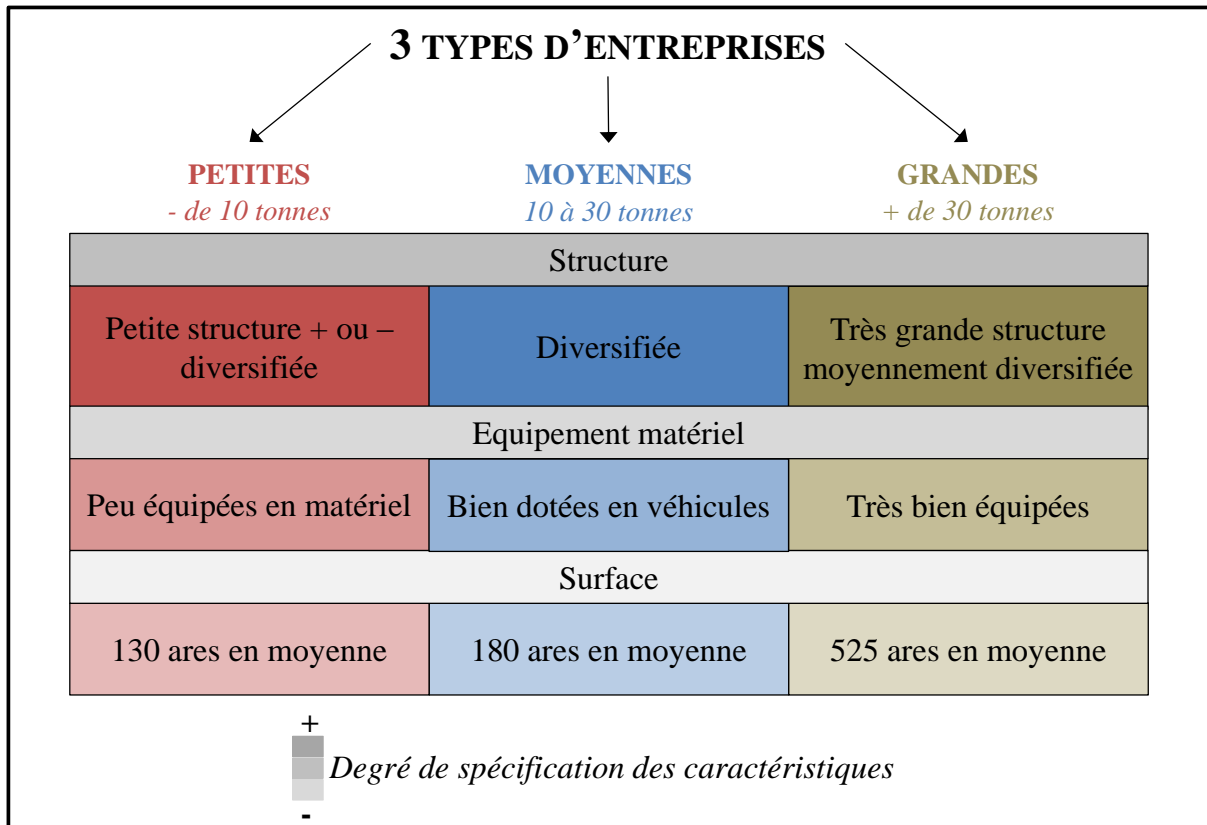 3 TYPES D'ENTREPRISES
PETITES
- de 10 tonnes
MOYENNES
10 à 30 tonnes
GRANDES
+ de 30 tonnes
Structure
Petite structure + ou –
diversifiée
Diversifiée
Très grande structure
moyennement diversifiée
Equipement matériel
Peu équipées en matériel
Bien dotées en véhicules
Très bien équipées
Surface
130 ares en moyenne
180 ares en moyenne
525 ares en moyenne
+
Degré de spécification des caractéristiques
-